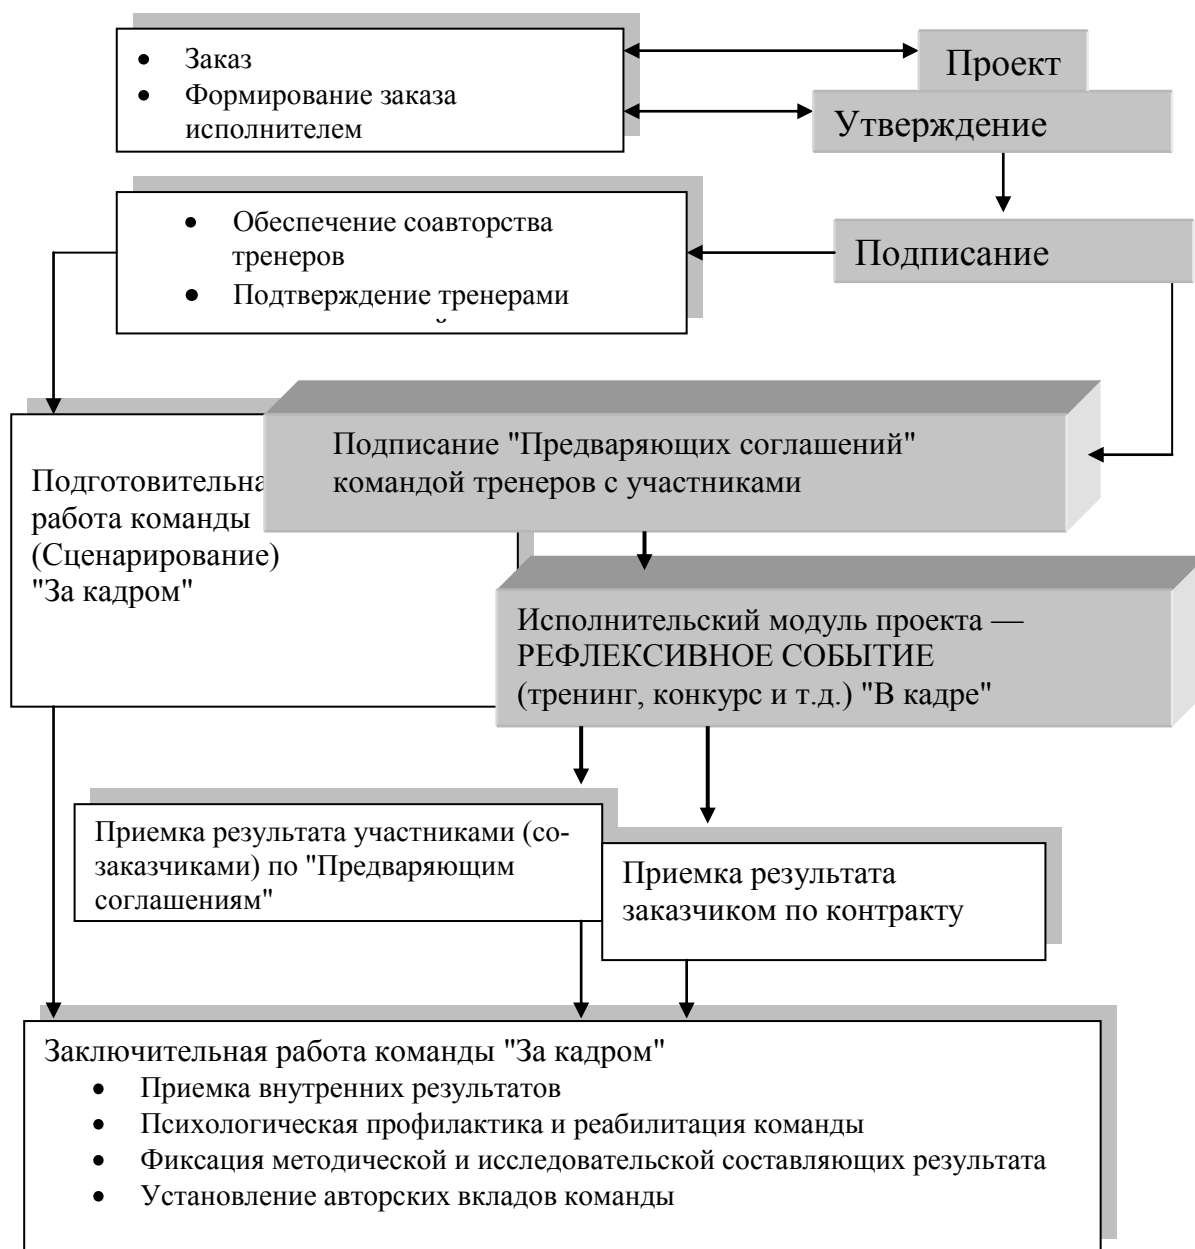 Заказ
Формирование заказа
исполнителем
Проект
Утверждение
Обеспечение соавторства
тренеров
Подтверждение тренерами
Подписание
Подписание "Предваряющих соглашений"
командой тренеров с участниками
Подготовительна
работа команды
(Сценарирование)
"За кадром"
Исполнительский модуль проекта —
РЕФЛЕКСИВНОЕ СОБЫТИЕ
(тренинг, конкурс и т.д.) "В кадре"
Приемка результата участниками (со-
заказчиками) по "Предваряющим
соглашениям"
Приемка результата
заказчиком по контракту
Заключительная работа команды "За кадром"
Приемка внутренних результатов
Психологическая профилактика и реабилитация команды
Фиксация методической и исследовательской составляющих результата
Установление авторских вкладов команды